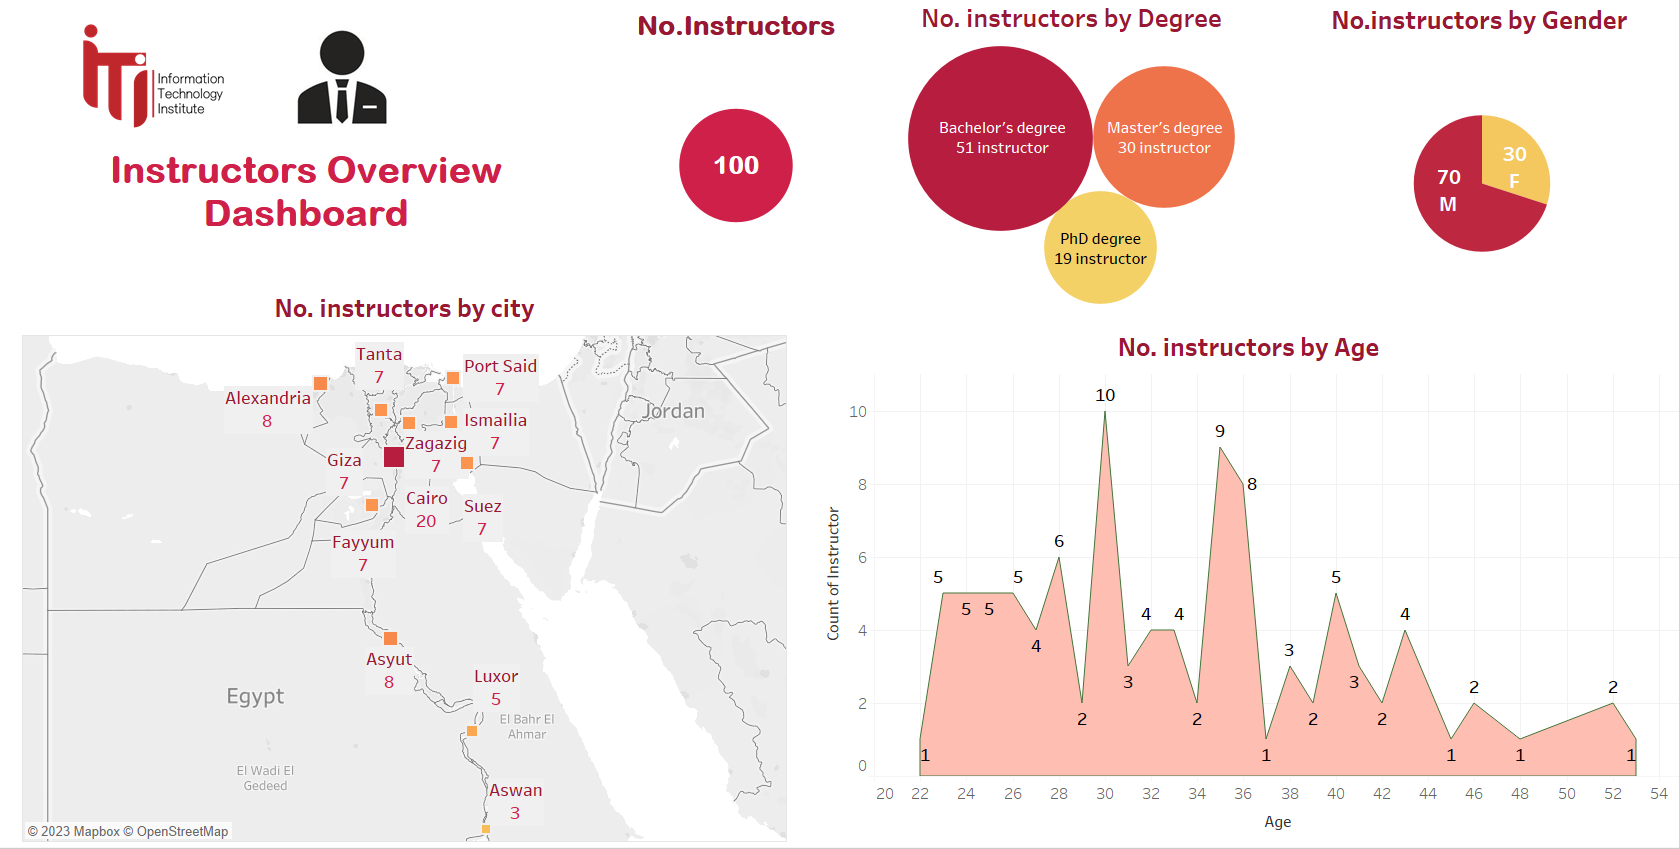 iTi
Information
Technology
Institute
Instructors Overview
Dashboard
No.Instructors
100
No. instructors by Degree
Bachelor's degree
51 instructor
Master's degree
30 instructor
PhD degree
19 instructor
No.instructors by Gender
30
F
70
M
No. instructors by city
Tanta
7
Port Said
7
Alexandria
8
Ismailia
7
Zagazig
7
Giza
7
Cairo
20
Suez
7
Fayyum
7
Asyut
8
Luxor
5
Aswan
3
Jordan
Egypt
El Bahr El
Ahmar
El Wadi El
Gedeed
© 2023 Mapbox © OpenStreetMap
No. instructors by Age
Count of Instructor
10
8
6
4
2
0
1
5
5
5
5
4
6
2
10
3
4
4
2
9
8
1
3
2
5
3
2
4
1
2
1
2
1
20 22 24 26 28 30 32 34 36 38 40 42 44 46 48 50 52 54
Age